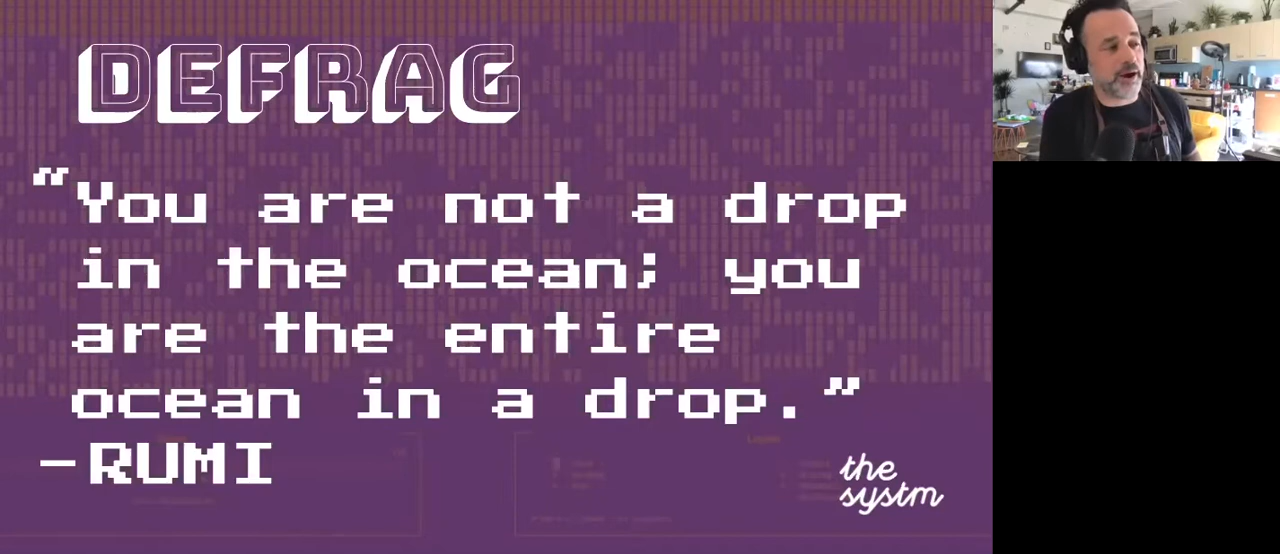 DEFRAG
“You are not a drop
in the ocean; you
are the entire
ocean in a drop.”
-RUMI
the
systm